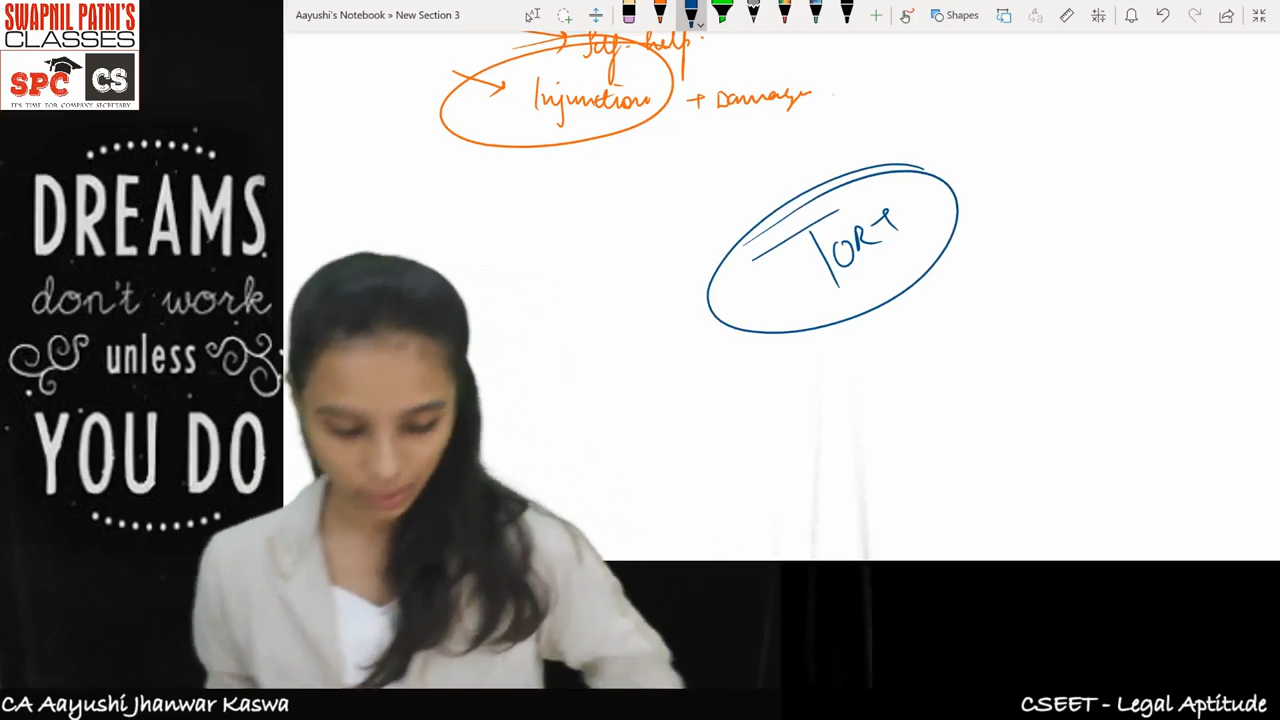 SWAPNIL PATNI'S
CLASSES
SPC CS
IT'S TIME FOR COMPANY SECRETARY
DREAMS
don't work
unless
YOU DO
Aayushi's Notebook » New Section 3
Shapes
Self-help.
Injunction + Damage
TORT
CA Aayushi Jhanwar Kaswa
CSEET - Legal Aptitude